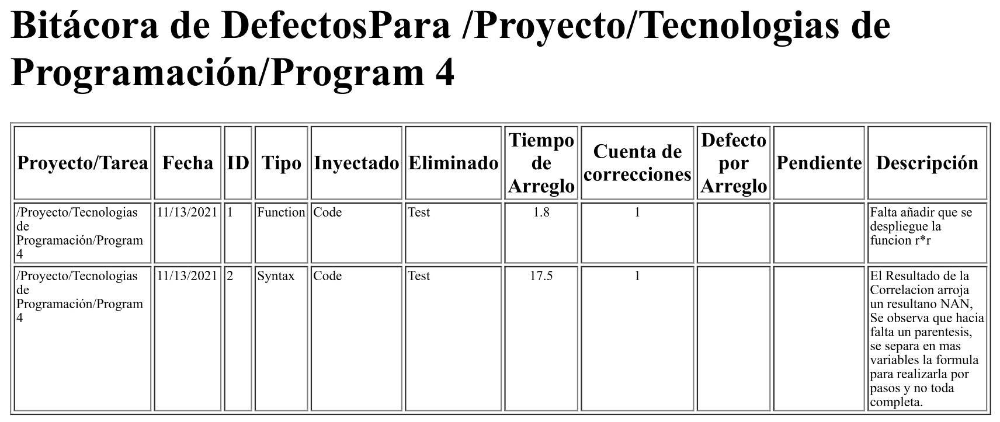 Bitácora de DefectosPara /Proyecto/Tecnologias de
Programación/Program 4
Proyecto/Tarea Fecha ID Tipo Inyectado Eliminado Tiempo de Arreglo Cuenta de correcciones Defecto por Arreglo Pendiente Descripción
/Proyecto/Tecnologias 11/13/2021 1 Function Code Test 1.8 1 Falta añadir que se
de despliegue la
Programación/Program funcion r*r
4
/Proyecto/Tecnologias 11/13/2021 2 Syntax Code Test 17.5 1 El Resultado de la
de Correlacion arroja
Programación/Program un resultano NAN,
4 Se observa que hacia
falta un parentesis,
se separa en mas
variables la formula
para realizarla por
pasos y no toda
completa.